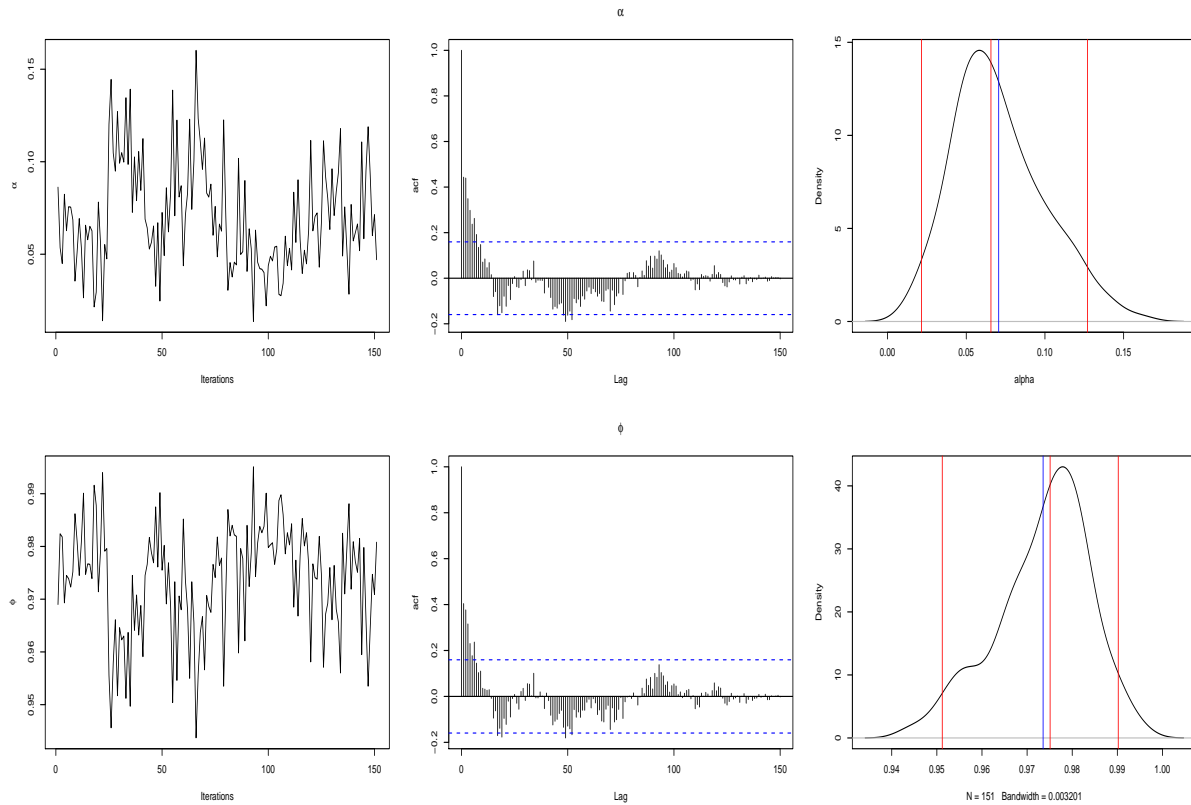 α
0.05 0.10 0.15
α
0 50 100 150
Iterations
−0.2 0.0 0.2 0.4 0.6 0.8 1.0
acf
0 50 100 150
Lag
0 5 10 15
Density
0.00 0.05 0.10 0.15
alpha
ϕ
0.95 0.96 0.97 0.98 0.99
ϕ
0 50 100 150
Iterations
−0.2 0.0 0.2 0.4 0.6 0.8 1.0
acf
0 50 100 150
Lag
0 10 20 30 40
Density
0.94 0.95 0.96 0.97 0.98 0.99 1.00
N = 151 Bandwidth = 0.003201